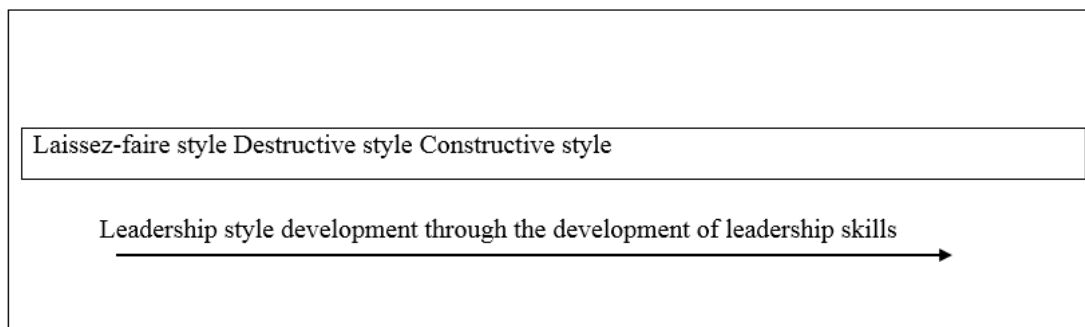 Laissez-faire style Destructive style Constructive style
Leadership style development through the development of leadership skills